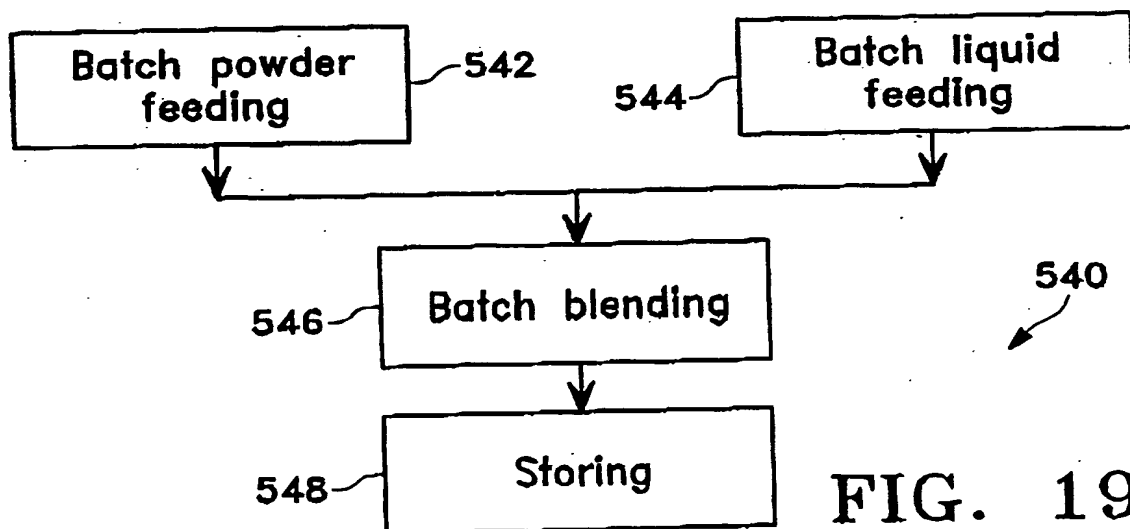 Batch powder
feeding
542
Batch liquid
feeding
544
Batch blending
546
540
Storing
548
FIG. 19